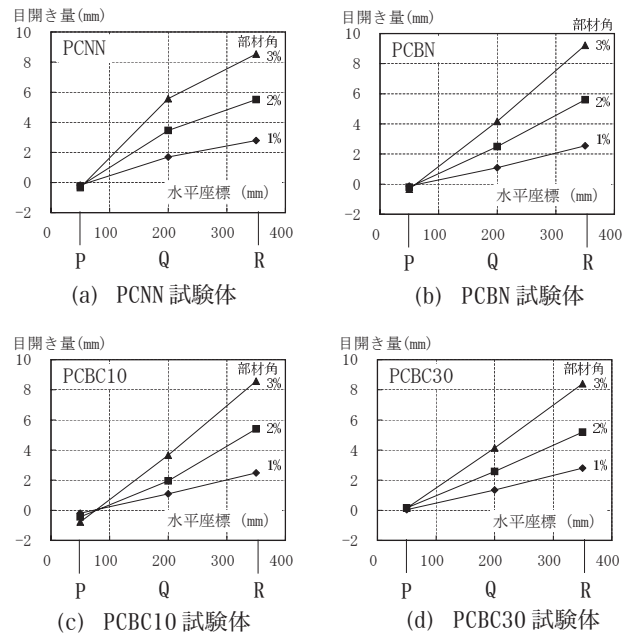 目開き量(mm)
10
PCNN
部材角
3%
8
6
2%
4
1%
2
0
水平座標 (mm)
-2
0 100 200 300 400
P Q R
(a) PCNN 試験体
目開き量(mm)
部材角
10
PCBN
3%
8
6
2%
4
1%
2
0
水平座標 (mm)
-2
0 100 200 300 400
P Q R
(b) PCBN 試験体
目開き量(mm)
10
PCBC10
部材角
3%
8
6
2%
4
1%
2
0
水平座標 (mm)
-2
0 100 200 300 400
P Q R
(c) PCBC10 試験体
目開き量(mm)
10
PCBC30
部材角
3%
8
6
2%
4
1%
2
0
水平座標 (mm)
-2
0 100 200 300 400
P Q R
(d) PCBC30 試験体